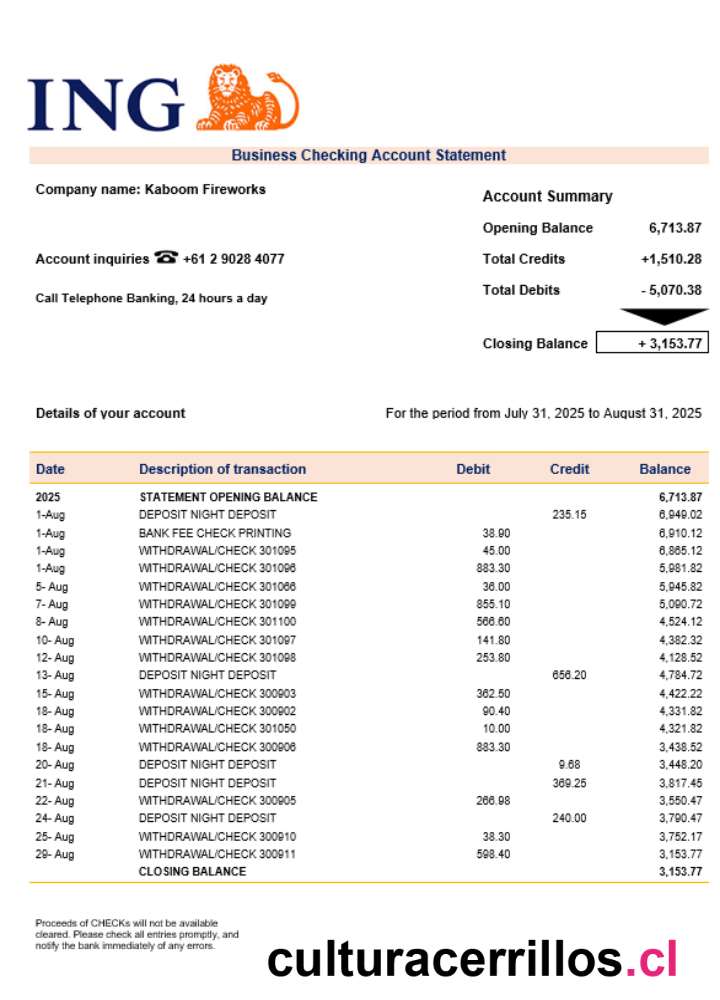 ING
Business Checking Account Statement
Company name: Kaboom Fireworks
Account Summary
Opening Balance 6,713.87
Account inquiries ☎ +61 2 9028 4077
Total Credits +1,510.28
Call Telephone Banking, 24 hours a day
Total Debits - 5,070.38
Closing Balance + 3,153.77
Details of your account For the period from July 31, 2025 to August 31, 2025
Date Description of transaction Debit Credit Balance
2025 STATEMENT OPENING BALANCE 6,713.87
1-Aug DEPOSIT NIGHT DEPOSIT 235.15 6,949.02
1-Aug BANK FEE CHECK PRINTING 38.90 6,910.12
1-Aug WITHDRAWAL/CHECK 301095 45.00 6,865.12
1-Aug WITHDRAWAL/CHECK 301096 883.30 5,981.82
5- Aug WITHDRAWAL/CHECK 301066 36.00 5,945.82
7- Aug WITHDRAWAL/CHECK 301099 855.10 5,090.72
8- Aug WITHDRAWAL/CHECK 301100 566.60 4,524.12
10- Aug WITHDRAWAL/CHECK 301097 141.80 4,382.32
12- Aug WITHDRAWAL/CHECK 301098 253.80 4,128.52
13- Aug DEPOSIT NIGHT DEPOSIT 656.20 4,784.72
15- Aug WITHDRAWAL/CHECK 300903 362.50 4,422.22
18- Aug WITHDRAWAL/CHECK 300902 90.40 4,331.82
18- Aug WITHDRAWAL/CHECK 301050 10.00 4,321.82
18- Aug WITHDRAWAL/CHECK 300906 883.30 3,438.52
20- Aug DEPOSIT NIGHT DEPOSIT 9.68 3,448.20
21- Aug DEPOSIT NIGHT DEPOSIT 369.25 3,817.45
22- Aug WITHDRAWAL/CHECK 300905 266.98 3,550.47
24- Aug DEPOSIT NIGHT DEPOSIT 240.00 3,790.47
25- Aug WITHDRAWAL/CHECK 300910 38.30 3,752.17
29- Aug WITHDRAWAL/CHECK 300911 598.40 3,153.77
CLOSING BALANCE 3,153.77
Proceeds of CHECKs will not be available
cleared. Please check all entries promptly, and
notify the bank immediately of any errors.
culturacerrillos.cl